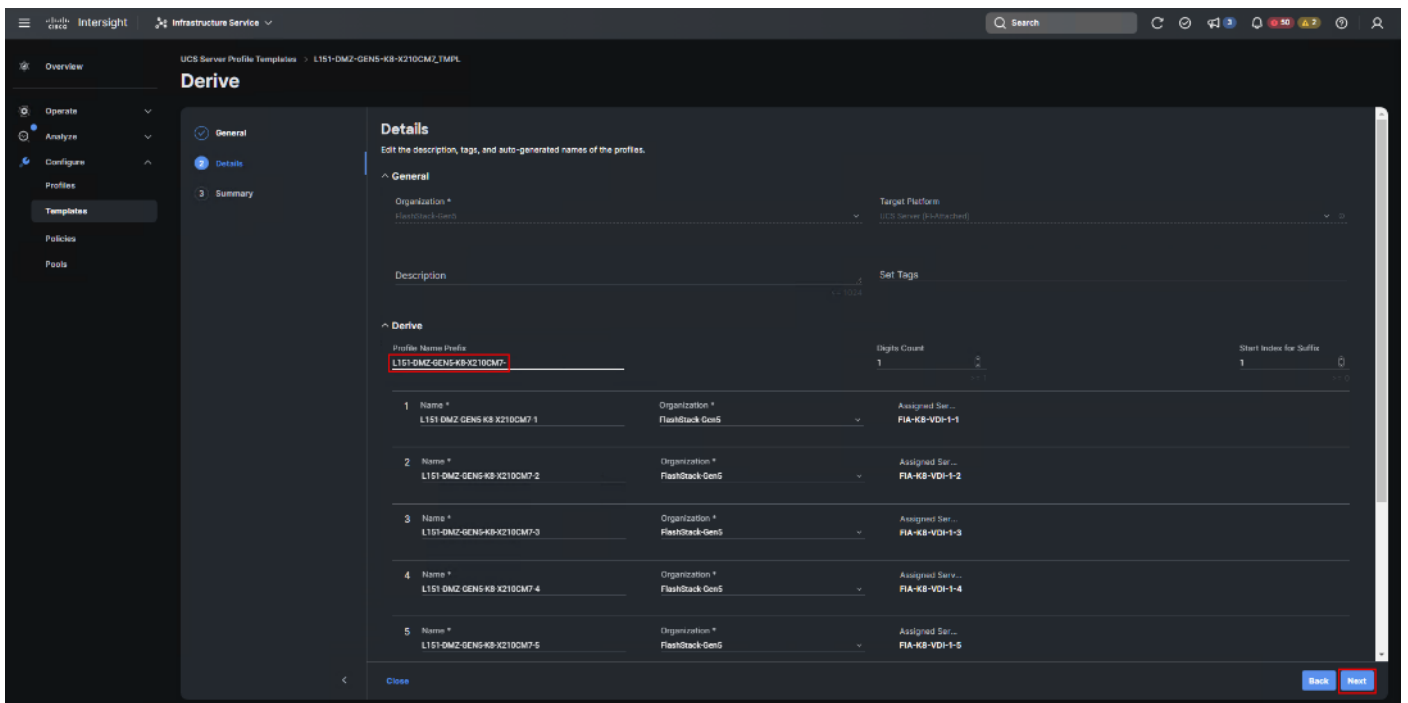 CISCO Intersight Infrastructure Service Search 3 50 2
Overview
Operate
Analyze
Configure
Profiles
Templates
Policies
Pools
UCS Server Profile Templates > L151-DMZ-GEN5-K8-X210CM7_TMPL
Derive
General
2 Details
3 Summary
Details
Edit the description, tags, and auto-generated names of the profiles.
General
Organization * Target Platform
FlashStack-Gen5 UCS Server (FI-Attached)
Description Set Tags
<= 1024
Derive
Profile Name Prefix Digits Count Start Index for Suffix
L151-DMZ-GEN5-K8-X210CM7- 1 1
>= 1 >= 0
1 Name * Organization * Assigned Ser...
L151-DMZ-GEN5-K8-X210CM7-1 FlashStack-Gen5 FIA-K8-VDI-1-1
2 Name * Organization * Assigned Ser...
L151-DMZ-GEN5-K8-X210CM7-2 FlashStack-Gen5 FIA-K8-VDI-1-2
3 Name * Organization * Assigned Ser...
L151-DMZ-GEN5-K8-X210CM7-3 FlashStack-Gen5 FIA-K8-VDI-1-3
4 Name * Organization * Assigned Serv...
L151-DMZ-GEN5-K8-X210CM7-4 FlashStack-Gen5 FIA-K8-VDI-1-4
5 Name * Organization * Assigned Ser...
L151-DMZ-GEN5-K8-X210CM7-5 FlashStack-Gen5 FIA-K8-VDI-1-5
Close Back Next